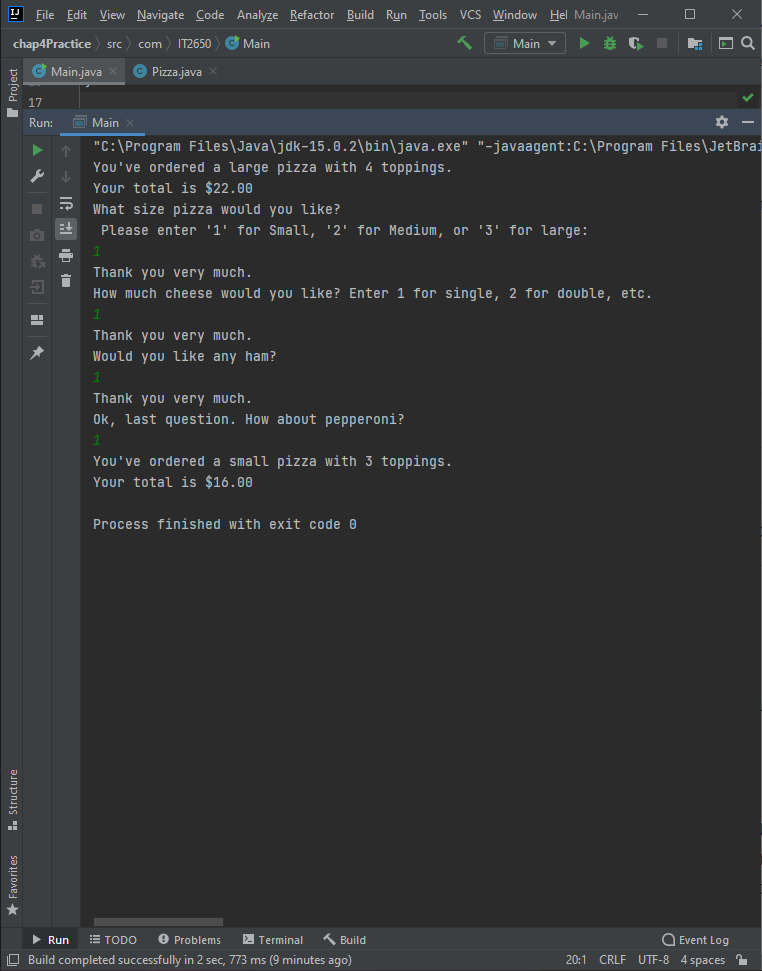 IJ File Edit View Navigate Code Analyze Refactor Build Run Tools VCS Window Hel Main.jav
chap4Practice src com IT2650 Main Main
Project
Main.java Pizza.java
17
Run: Main
"C:\Program Files\Java\jdk-15.0.2\bin\java.exe" "-javaagent:C:\Program Files\JetBrai
You've ordered a large pizza with 4 toppings.
Your total is $22.00
What size pizza would you like?
Please enter '1' for Small, '2' for Medium, or '3' for large:
1
Thank you very much.
How much cheese would you like? Enter 1 for single, 2 for double, etc.
1
Thank you very much.
Would you like any ham?
1
Thank you very much.
Ok, last question. How about pepperoni?
1
You've ordered a small pizza with 3 toppings.
Your total is $16.00
Process finished with exit code 0
Structure
Favorites
Run TODO Problems Terminal Build Event Log
Build completed successfully in 2 sec, 773 ms (9 minutes ago) 20:1 CRLF UTF-8 4 spaces